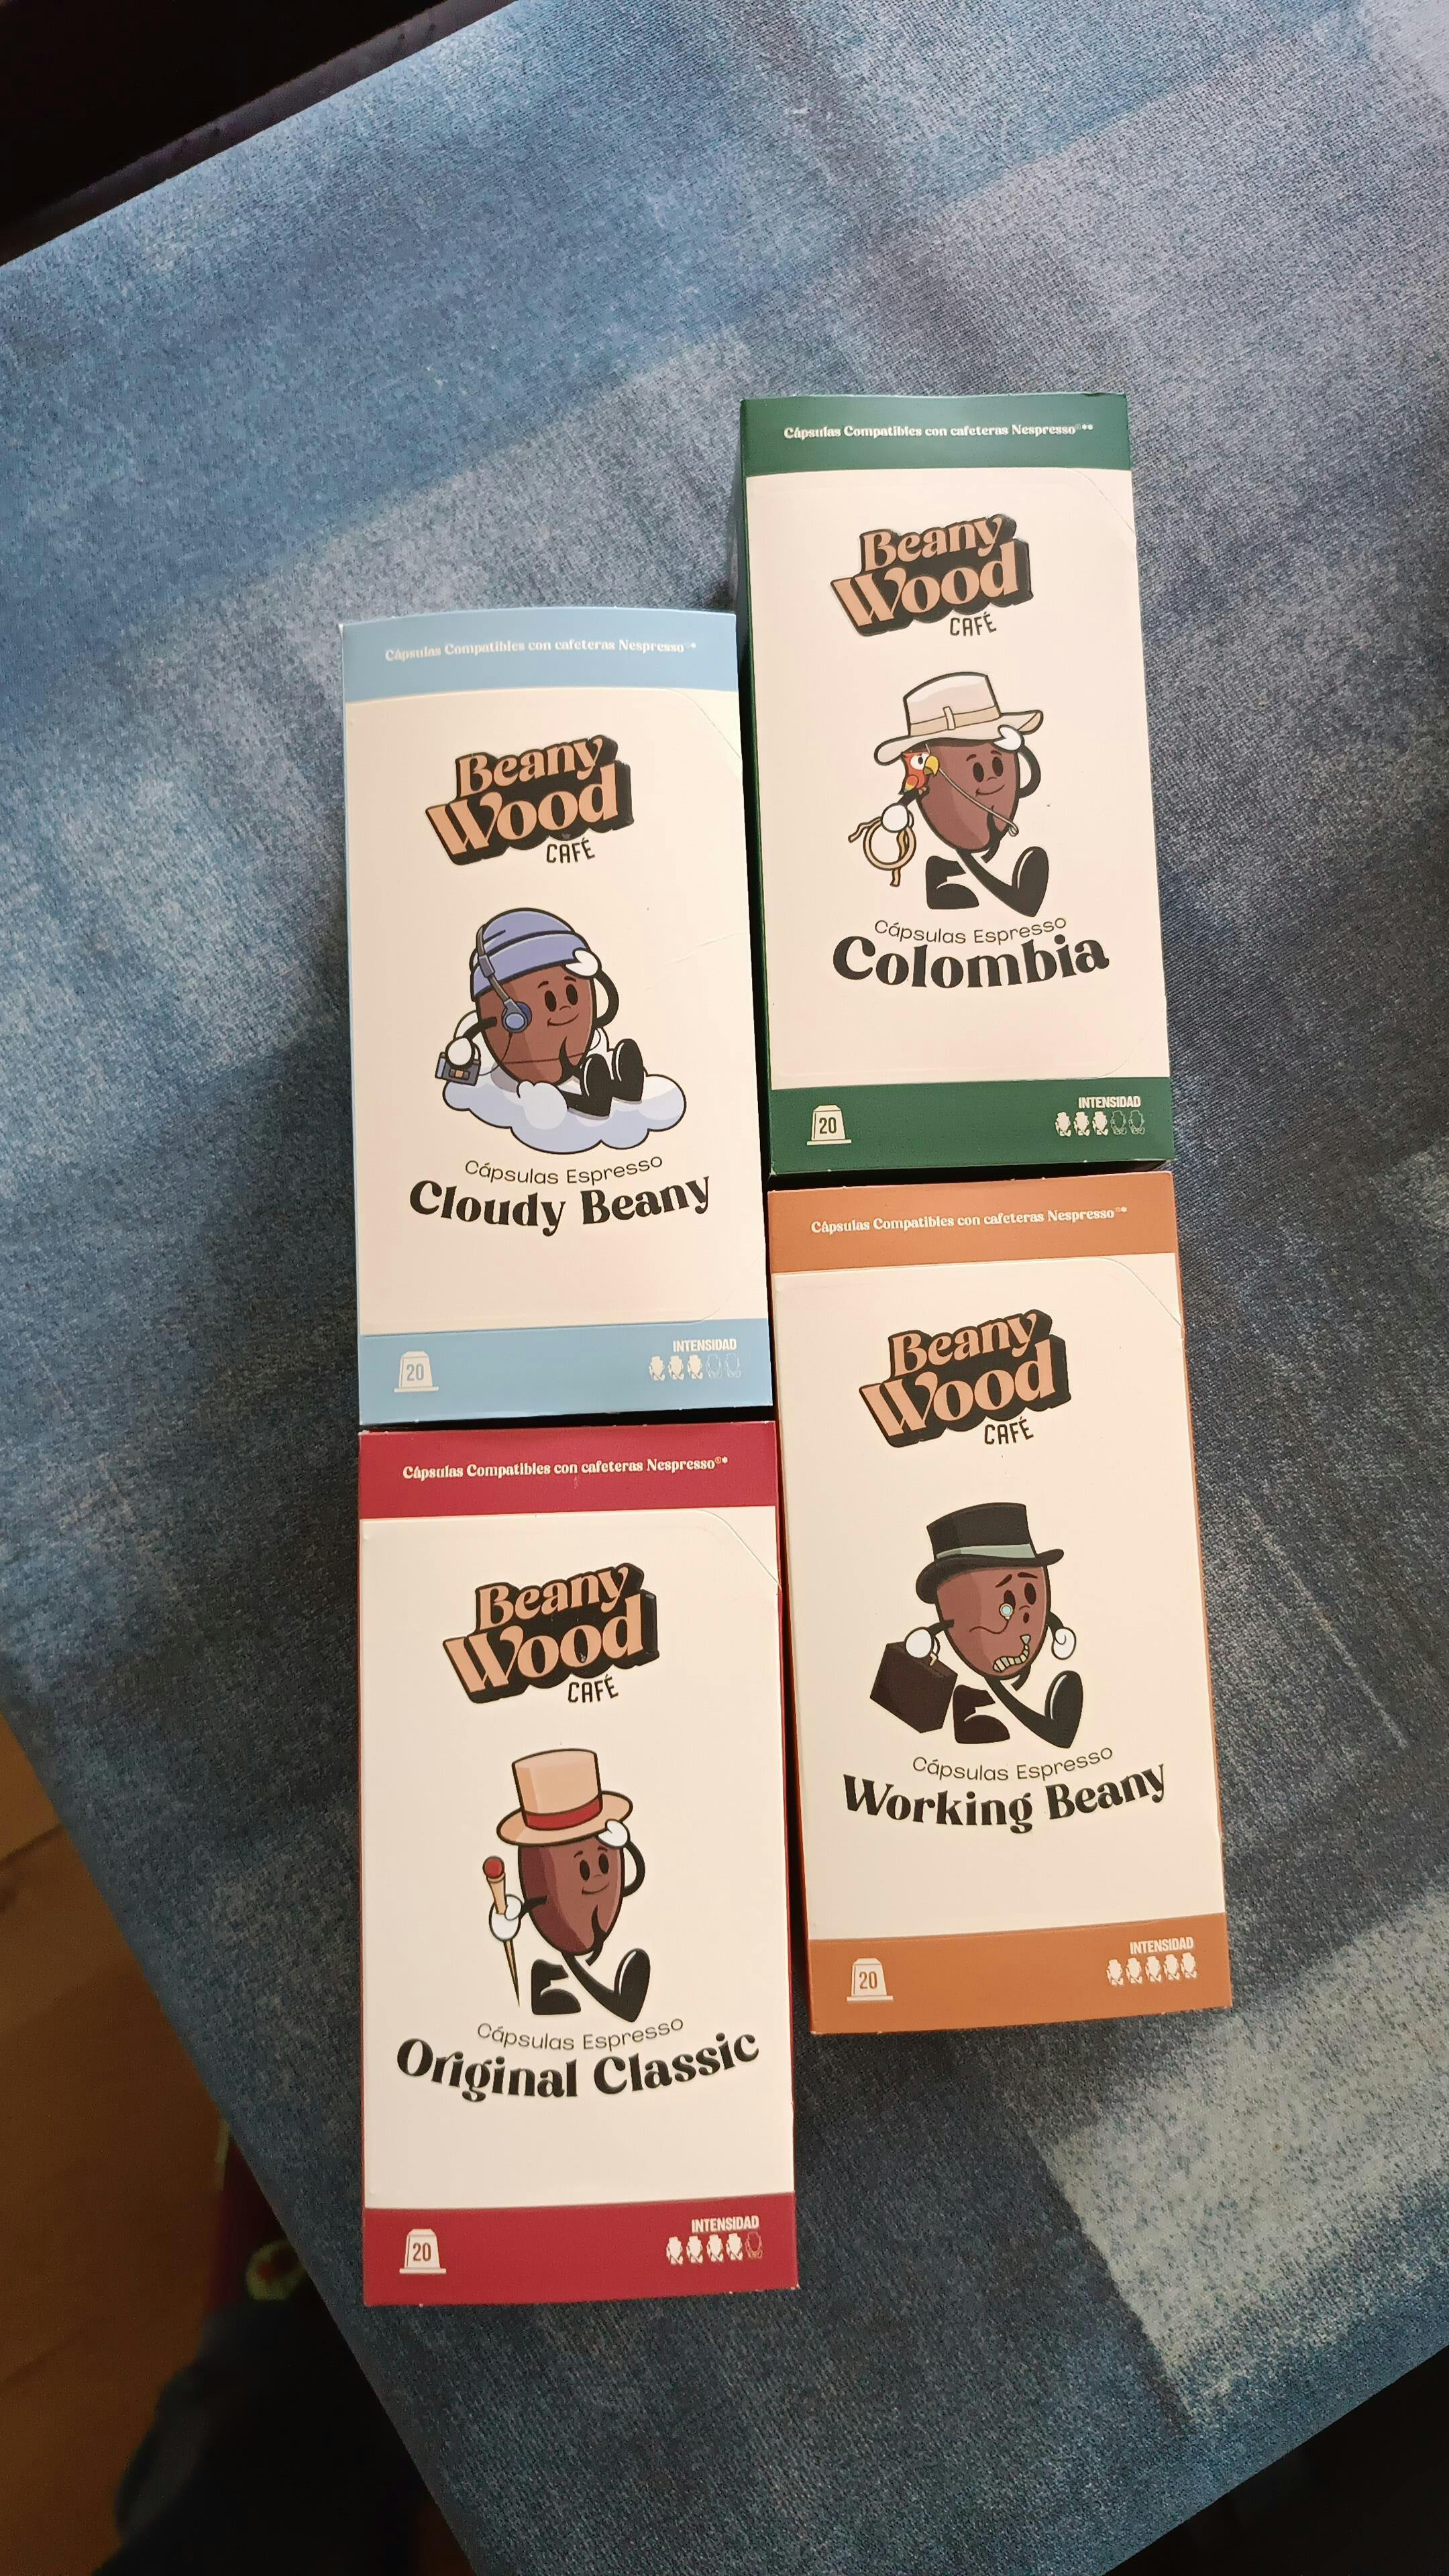 Cápsulas Compatibles con cafeteras Nespresso®**
Beany
Wood
CAFÉ
Cápsulas Espresso
Colombia
20
INTENSIDAD
Cápsulas Compatibles con cafeteras Nespresso®*
Beany
Wood
CAFÉ
Cápsulas Espresso
Cloudy Beany
20
INTENSIDAD
Cápsulas Compatibles con cafeteras Nespresso®*
Beany
Wood
CAFÉ
Cápsulas Espresso
Working Beany
20
INTENSIDAD
Cápsulas Compatibles con cafeteras Nespresso®*
Beany
Wood
CAFÉ
Cápsulas Espresso
Original Classic
20
INTENSIDAD